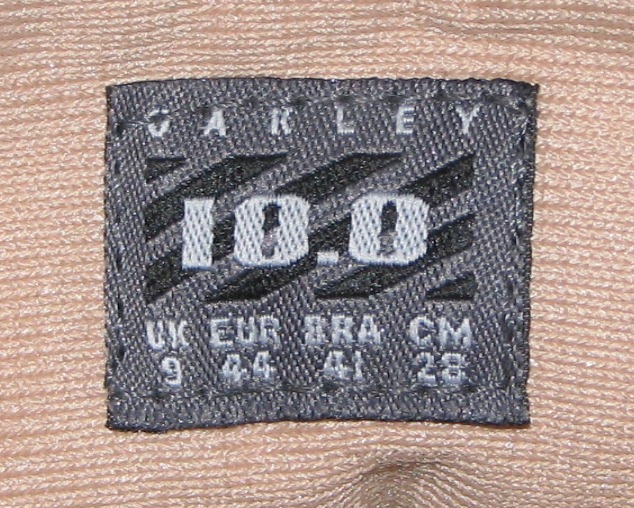 OAKLEY
10.0
UK EUR BRA CM
9 44 41 28